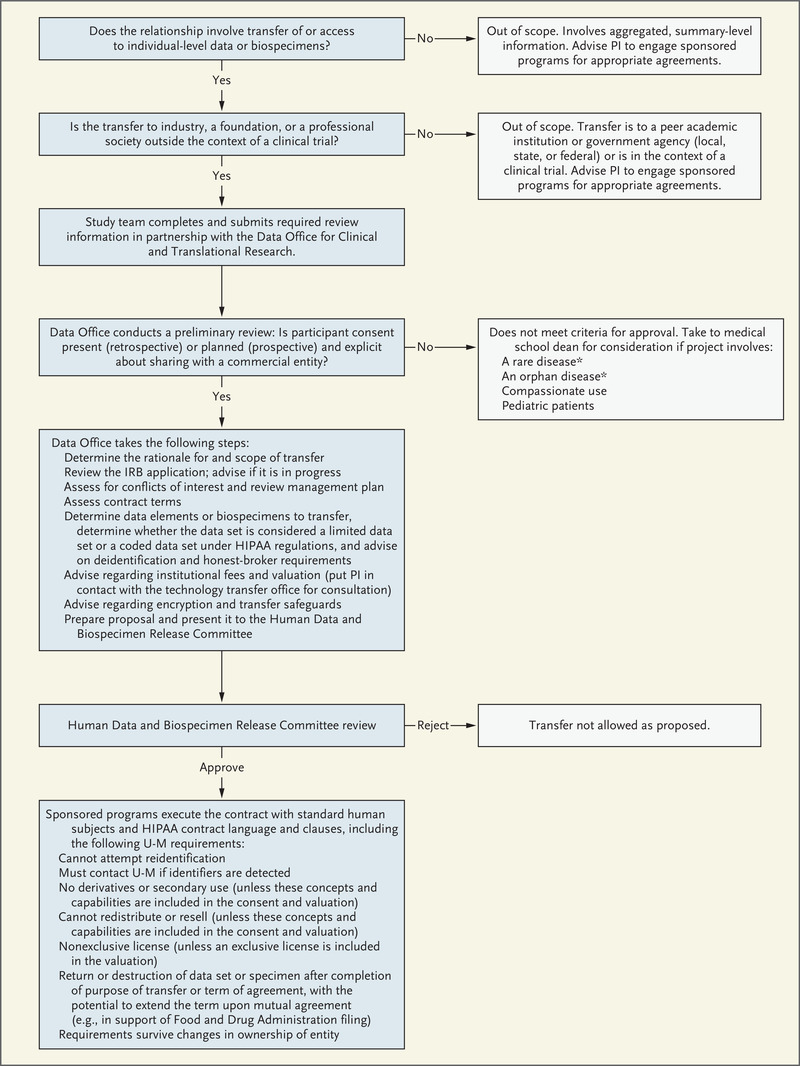 Does the relationship involve transfer of or access
to individual-level data or biospecimens?
No
Out of scope. Involves aggregated, summary-level
information. Advise PI to engage sponsored
programs for appropriate agreements.
Yes
Is the transfer to industry, a foundation, or a professional
society outside the context of a clinical trial?
No
Out of scope. Transfer is to a peer academic
institution or government agency (local,
state, or federal) or is in the context of a
clinical trial. Advise PI to engage sponsored
programs for appropriate agreements.
Yes
Study team completes and submits required review
information in partnership with the Data Office for Clinical
and Translational Research.
Data Office conducts a preliminary review: Is participant consent
present (retrospective) or planned (prospective) and explicit
about sharing with a commercial entity?
No
Does not meet criteria for approval. Take to medical
school dean for consideration if project involves:
A rare disease*
An orphan disease*
Compassionate use
Pediatric patients
Yes
Data Office takes the following steps:
Determine the rationale for and scope of transfer
Review the IRB application; advise if it is in progress
Assess for conflicts of interest and review management plan
Assess contract terms
Determine data elements or biospecimens to transfer,
determine whether the data set is considered a limited data
set or a coded data set under HIPAA regulations, and advise
on deidentification and honest-broker requirements
Advise regarding institutional fees and valuation (put PI in
contact with the technology transfer office for consultation)
Advise regarding encryption and transfer safeguards
Prepare proposal and present it to the Human Data and
Biospecimen Release Committee
Human Data and Biospecimen Release Committee review
Reject
Transfer not allowed as proposed.
Approve
Sponsored programs execute the contract with standard human
subjects and HIPAA contract language and clauses, including
the following U-M requirements:
Cannot attempt reidentification
Must contact U-M if identifiers are detected
No derivatives or secondary use (unless these concepts and
capabilities are included in the consent and valuation)
Cannot redistribute or resell (unless these concepts and
capabilities are included in the consent and valuation)
Nonexclusive license (unless an exclusive license is included
in the valuation)
Return or destruction of data set or specimen after completion
of purpose of transfer or term of agreement, with the
potential to extend the term upon mutual agreement
(e.g., in support of Food and Drug Administration filing)
Requirements survive changes in ownership of entity